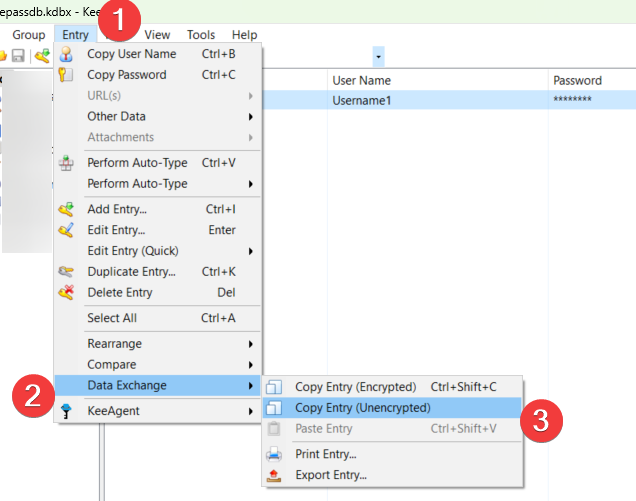 epassdb.kdbx - Kee
1
Group Entry View Tools Help
Copy User Name Ctrl+B
User Name Password
Copy Password Ctrl+C
Username1 ********
URL(s)
Other Data
Attachments
Perform Auto-Type Ctrl+V
Perform Auto-Type
Add Entry... Ctrl+I
Edit Entry... Enter
Edit Entry (Quick)
Duplicate Entry... Ctrl+K
Delete Entry Del
Select All Ctrl+A
Rearrange
Compare
2
Data Exchange
KeeAgent
Copy Entry (Encrypted) Ctrl+Shift+C
Copy Entry (Unencrypted)
3
Paste Entry Ctrl+Shift+V
Print Entry...
Export Entry...